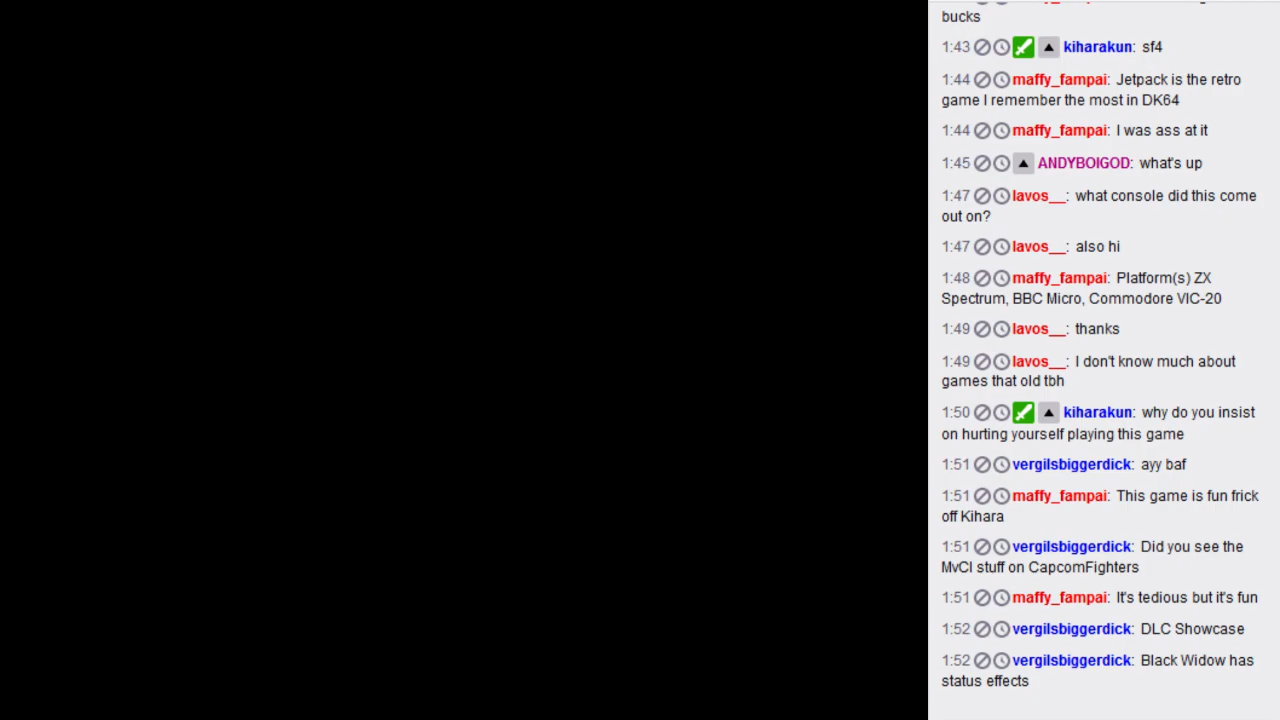 bucks
1:43 kiharakun: sf4
1:44 maffy_fampai: Jetpack is the retro
game I remember the most in DK64
1:44 maffy_fampai: I was ass at it
1:45 ANDYBOIGOD: what's up
1:47 lavos__: what console did this come
out on?
1:47 lavos__: also hi
1:48 maffy_fampai: Platform(s) ZX
Spectrum, BBC Micro, Commodore VIC-20
1:49 lavos__: thanks
1:49 lavos__: I don't know much about
games that old tbh
1:50 kiharakun: why do you insist
on hurting yourself playing this game
1:51 vergilsbiggerdick: ayy baf
1:51 maffy_fampai: This game is fun frick
off Kihara
1:51 vergilsbiggerdick: Did you see the
MvCI stuff on CapcomFighters
1:51 maffy_fampai: It's tedious but it's fun
1:52 vergilsbiggerdick: DLC Showcase
1:52 vergilsbiggerdick: Black Widow has
status effects